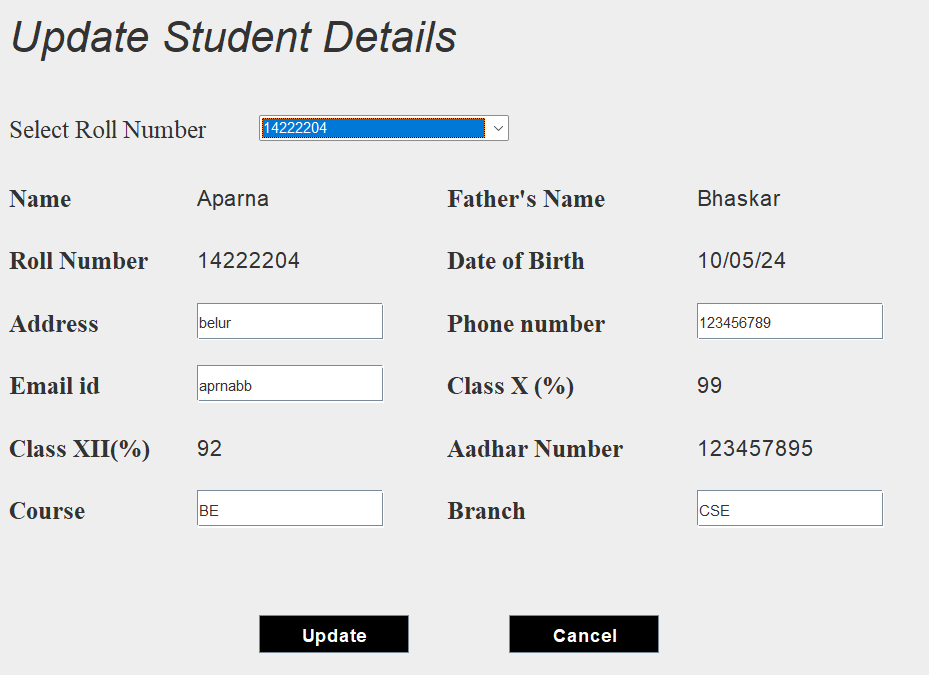 Update Student Details
Select Roll Number 14222204
Name Aparna Father's Name Bhaskar
Roll Number 14222204 Date of Birth 10/05/24
Address belur Phone number 123456789
Email id aprnabb Class X (%) 99
Class XII(%) 92 Aadhar Number 123457895
Course BE Branch CSE
Update Cancel